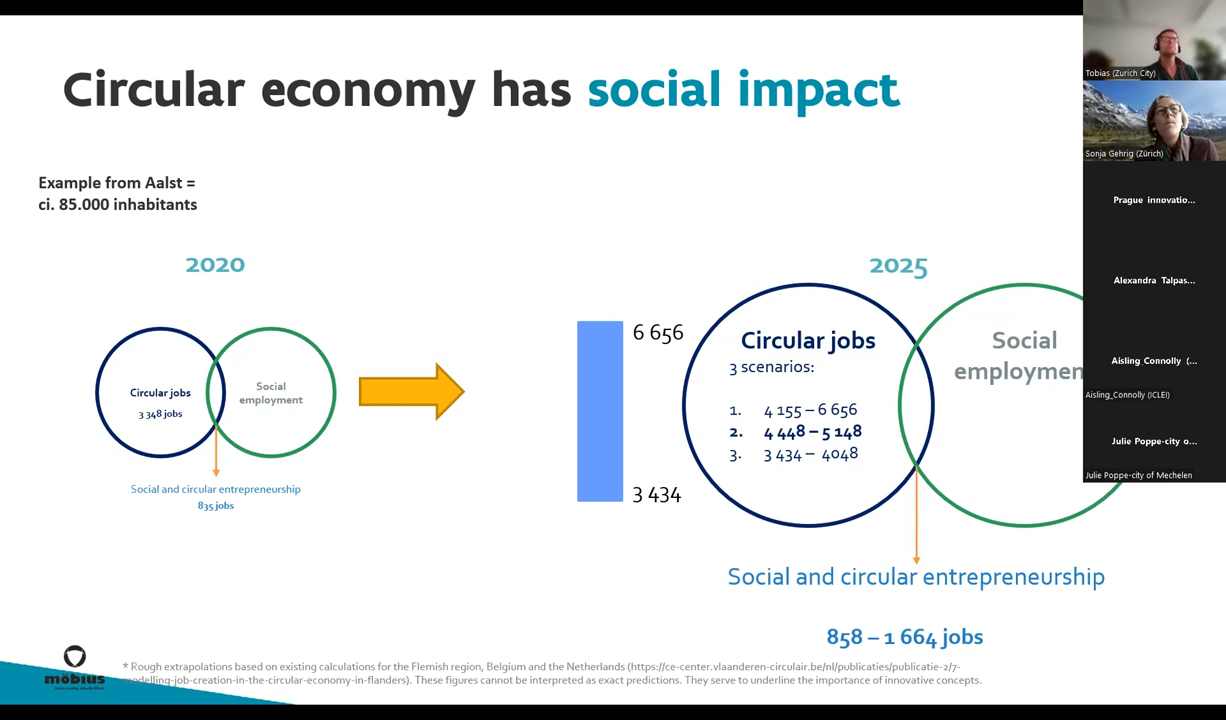 Circular economy has social impact
Example from Aalst =
ci. 85.000 inhabitants
2020
Circular jobs
3 348 jobs
Social
employment
Social and circular entrepreneurship
835 jobs
2025
6 656
3 434
Circular jobs
3 scenarios:
1. 4 155 – 6 656
2. 4 448 – 5 148
3. 3 434 – 4048
Social
employmen
Social and circular entrepreneurship
858 – 1 664 jobs
möbius
* Rough extrapolations based on existing calculations for the Flemish region, Belgium and the Netherlands (https://ce-center.vlaanderen-circulair.be/nl/publicaties/publicatie-2/7-
modelling-job-creation-in-the-circular-economy-in-flanders). These figures cannot be interpreted as exact predictions. They serve to underline the importance of innovative concepts.
Tobias (Zurich City)
Sonja Gehrig (Zürich)
Prague innovatio...
Alexandra Talpas...
Aisling_Connolly (...
Aisling_Connolly (ICLEI)
Julie Poppe-city o...
Julie Poppe-city of Mechelen